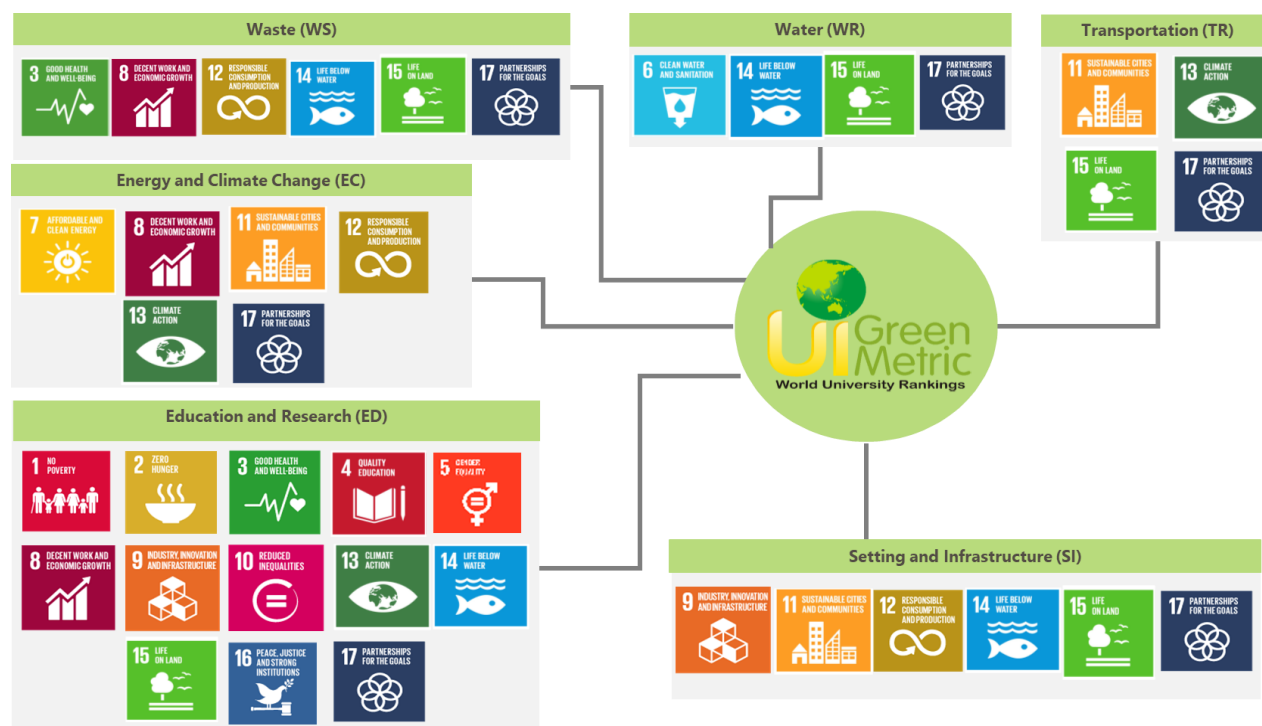 Waste (WS)
3 GOOD HEALTH
AND WELL-BEING
8 DECENT WORK AND
ECONOMIC GROWTH
12 RESPONSIBLE
CONSUMPTION
AND PRODUCTION
14 LIFE BELOW
WATER
15 LIFE
ON LAND
17 PARTNERSHIPS
FOR THE GOALS
Water (WR)
6 CLEAN WATER
AND SANITATION
14 LIFE BELOW
WATER
15 LIFE
ON LAND
17 PARTNERSHIPS
FOR THE GOALS
Transportation (TR)
11 SUSTAINABLE CITIES
AND COMMUNITIES
13 CLIMATE
ACTION
15 LIFE
ON LAND
17 PARTNERSHIPS
FOR THE GOALS
Energy and Climate Change (EC)
7 AFFORDABLE AND
CLEAN ENERGY
8 DECENT WORK AND
ECONOMIC GROWTH
11 SUSTAINABLE CITIES
AND COMMUNITIES
12 RESPONSIBLE
CONSUMPTION
AND PRODUCTION
13 CLIMATE
ACTION
17 PARTNERSHIPS
FOR THE GOALS
UI Green
Metric
World University Rankings
Education and Research (ED)
1 NO
POVERTY
2 ZERO
HUNGER
3 GOOD HEALTH
AND WELL-BEING
4 QUALITY
EDUCATION
5 GENDER
EQUALITY
8 DECENT WORK AND
ECONOMIC GROWTH
9 INDUSTRY, INNOVATION
AND INFRASTRUCTURE
10 REDUCED
INEQUALITIES
13 CLIMATE
ACTION
14 LIFE BELOW
WATER
15 LIFE
ON LAND
16 PEACE, JUSTICE
AND STRONG
INSTITUTIONS
17 PARTNERSHIPS
FOR THE GOALS
Setting and Infrastructure (SI)
9 INDUSTRY, INNOVATION
AND INFRASTRUCTURE
11 SUSTAINABLE CITIES
AND COMMUNITIES
12 RESPONSIBLE
CONSUMPTION
AND PRODUCTION
14 LIFE BELOW
WATER
15 LIFE
ON LAND
17 PARTNERSHIPS
FOR THE GOALS